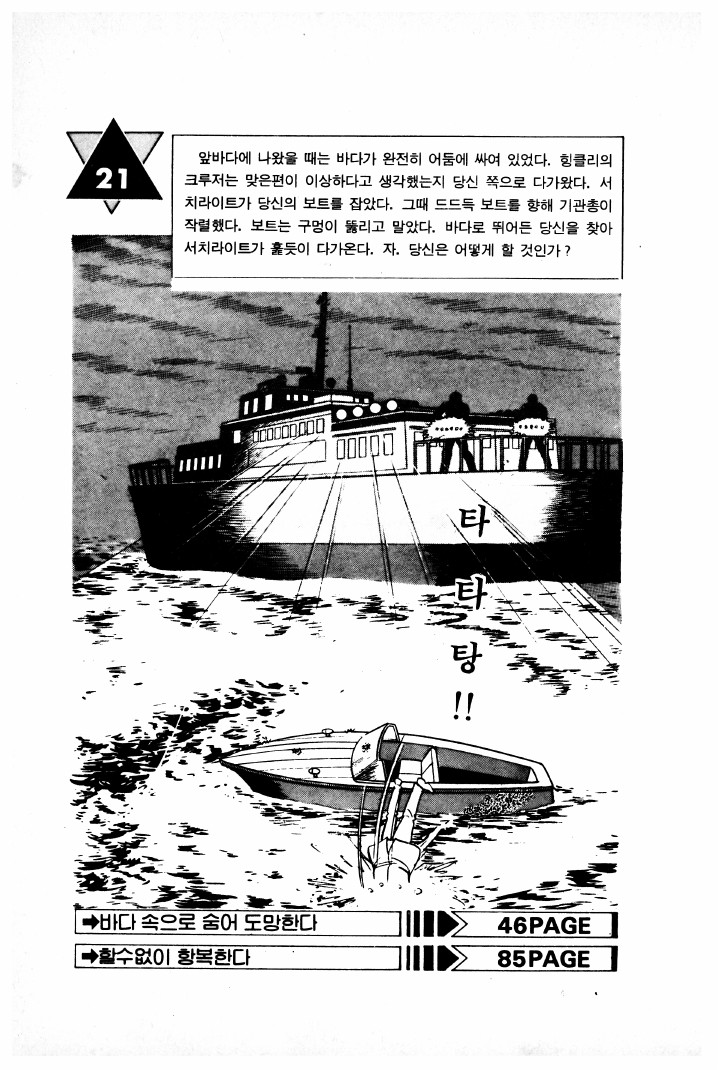 21
앞바다에 나왔을 때는 바다가 완전히 어둠에 싸여 있었다. 힝클리의
크루저는 맞은편이 이상하다고 생각했는지 당신 쪽으로 다가왔다. 서
치라이트가 당신의 보트를 잡았다. 그때 드드득 보트를 향해 기관총이
작렬했다. 보트는 구멍이 뚫리고 말았다. 바다로 뛰어든 당신을 찾아
서치라이트가 훑듯이 다가온다. 자. 당신은 어떻게 할 것인가?
타
타
탕
!!
➡바다 속으로 숨어 도망한다 46PAGE
➡할수없이 항복한다 85PAGE